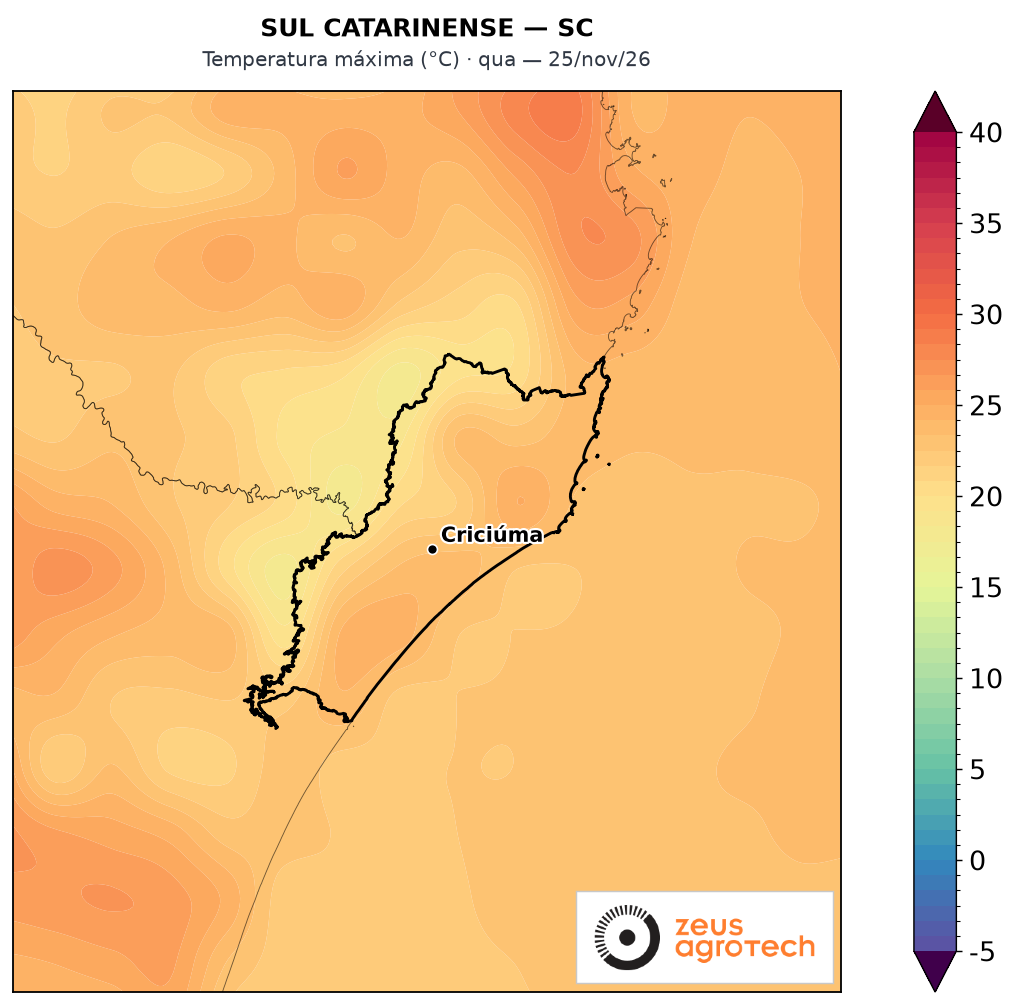 SUL CATARINENSE — SC
Temperatura máxima (°C) · qua — 25/nov/26
40
35
30
25
20
15
10
5
0
-5
Criciúma
zeus
agrotech